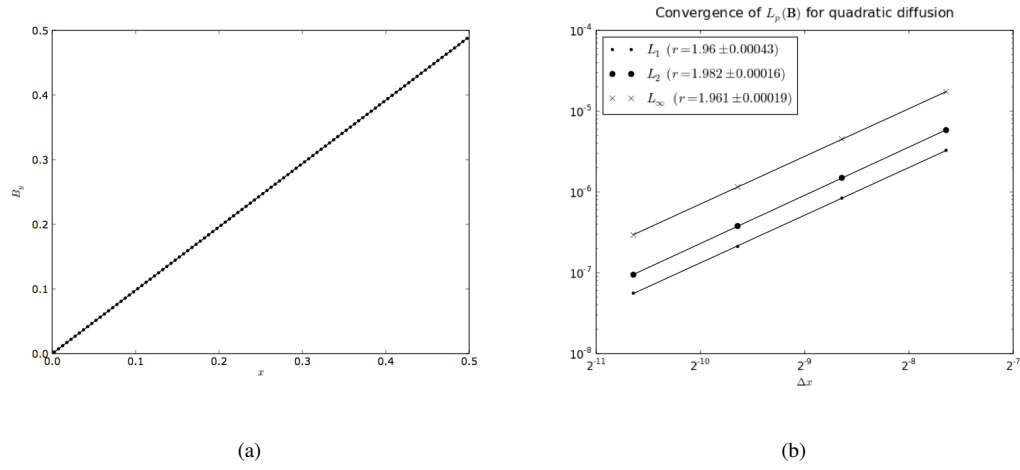 0.5
0.4
0.3
0.2
0.1
0.0
B_y
0.0 0.1 0.2 0.3 0.4 0.5
x
(a)
Convergence of L_p(B) for quadratic diffusion
10^{-4}
10^{-5}
10^{-6}
10^{-7}
10^{-8}
L_1 (r=1.96±0.00043)
L_2 (r=1.982±0.00016)
L_∞ (r=1.961±0.00019)
2^{-11} 2^{-10} 2^{-9} 2^{-8} 2^{-7}
Δx
(b)